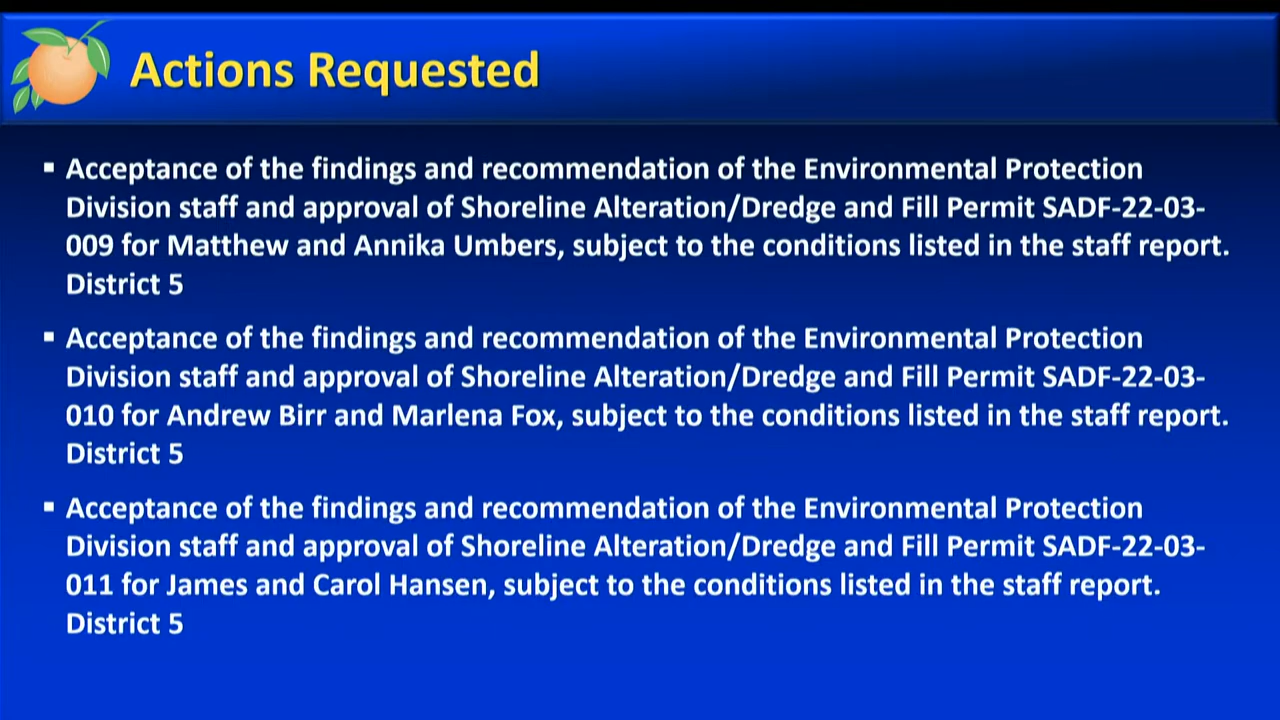 Actions Requested
▪ Acceptance of the findings and recommendation of the Environmental Protection
Division staff and approval of Shoreline Alteration/Dredge and Fill Permit SADF-22-03-
009 for Matthew and Annika Umbers, subject to the conditions listed in the staff report.
District 5
▪ Acceptance of the findings and recommendation of the Environmental Protection
Division staff and approval of Shoreline Alteration/Dredge and Fill Permit SADF-22-03-
010 for Andrew Birr and Marlena Fox, subject to the conditions listed in the staff report.
District 5
▪ Acceptance of the findings and recommendation of the Environmental Protection
Division staff and approval of Shoreline Alteration/Dredge and Fill Permit SADF-22-03-
011 for James and Carol Hansen, subject to the conditions listed in the staff report.
District 5